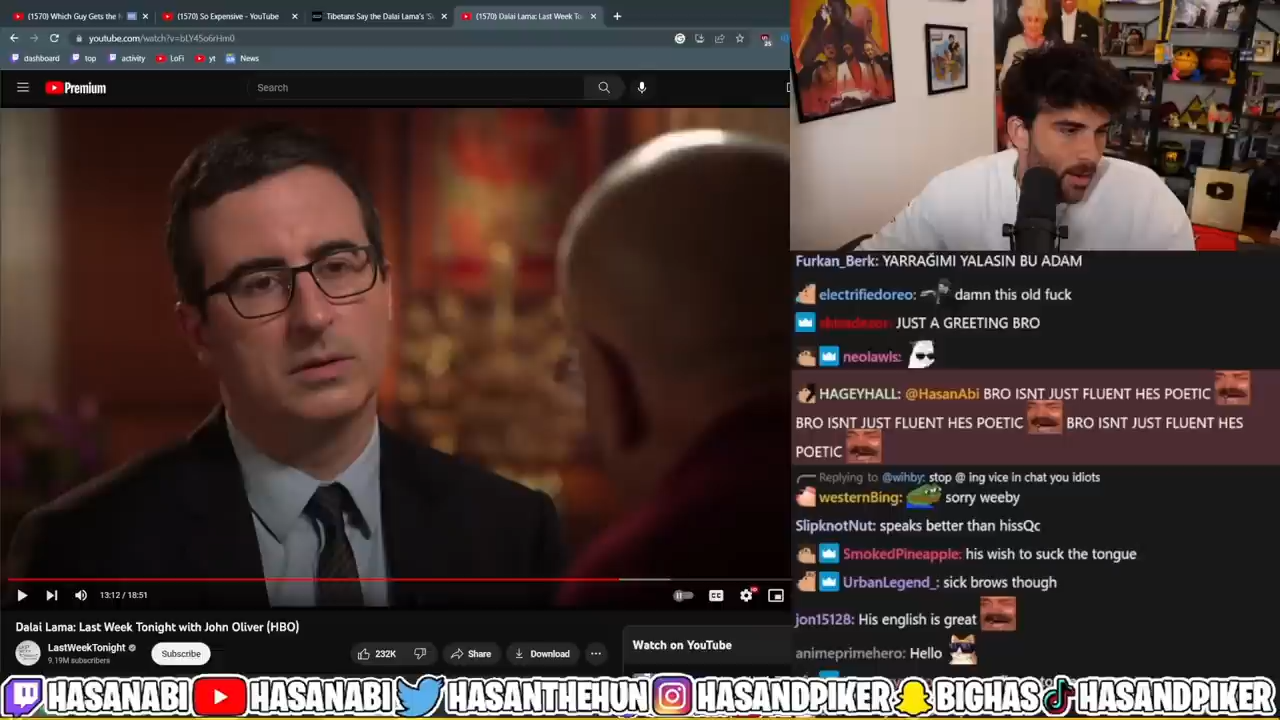 (1570) Which Guy Gets the
(1570) So Expensive - YouTube
Tibetans Say the Dalai Lama's 'S
(1570) Dalai Lama: Last Week To
youtube.com/watch?v=bLY45o6rHm0
dashboard
top
activity
LoFi
yt
News
Premium
Search
13:12 / 18:51
CC
Dalai Lama: Last Week Tonight with John Oliver (HBO)
LastWeekTonight
9.19M subscribers
Subscribe
232K
Share
Download
Watch on YouTube
Furkan_Berk: YARRAĞIMI YALASIN BU ADAM
electrifiedoreo: damn this old fuck
JUST A GREETING BRO
neolawls:
HAGEYHALL: @HasanAbi BRO ISNT JUST FLUENT HES POETIC
BRO ISNT JUST FLUENT HES POETIC BRO ISNT JUST FLUENT HES
POETIC
Replying to @wihby: stop @ ing vice in chat you idiots
westernBing: sorry weeby
SlipknotNut: speaks better than hissQc
SmokedPineapple: his wish to suck the tongue
UrbanLegend_: sick brows though
jon15128: His english is great
animeprimehero: Hello
HASANABI HASANABI HASANTHEHUN HASANDPIKER BIGHAS HASANDPIKER